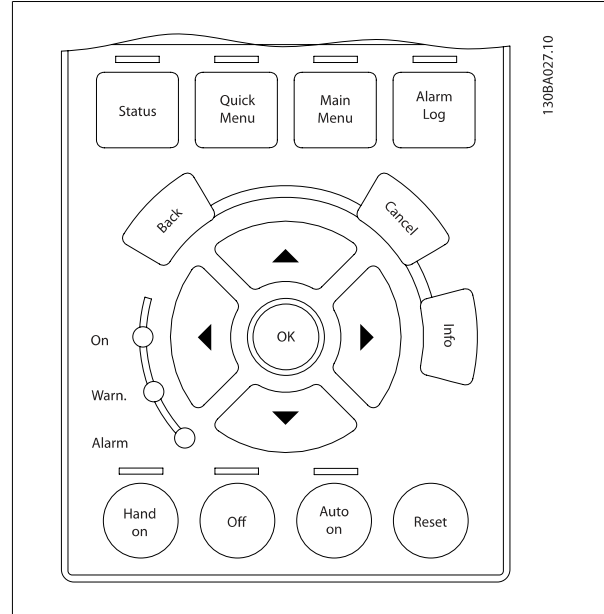 130BA027.10
Status
Quick
Menu
Main
Menu
Alarm
Log
Back
Cancel
Info
OK
On
Warn.
Alarm
Hand
on
Off
Auto
on
Reset